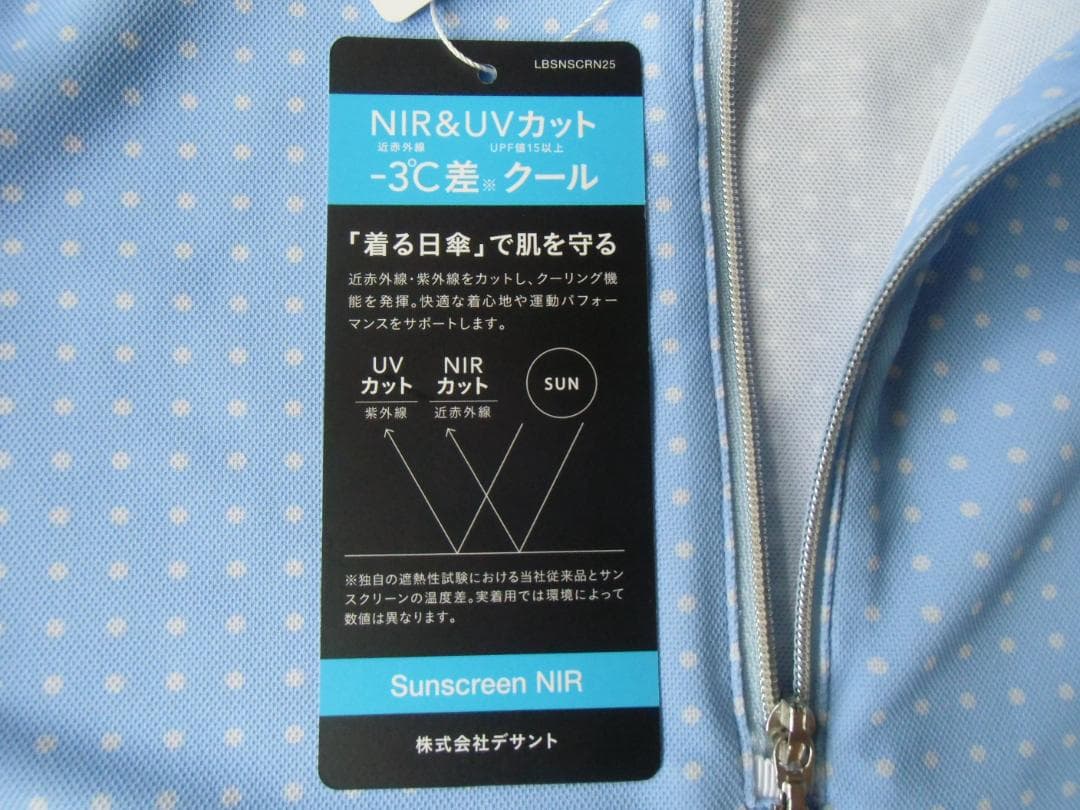 LBSNSCRN25
NIR&UVカット
近赤外線 UPF値15以上
-3℃差※クール
「着る日傘」で肌を守る
近赤外線・紫外線をカットし、クーリング機
能を発揮。快適な着心地や運動パフォー
マンスをサポートします。
UV カット 紫外線
NIR カット 近赤外線
SUN
※独自の遮熱性試験における当社従来品とサン
スクリーンの温度差。実着用では環境によって
数値は異なります。
Sunscreen NIR
株式会社デサント